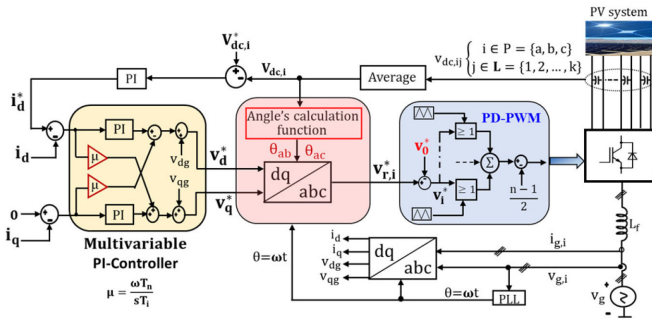 PV system
V*dc,i
Vdc,i
Average
vdc,ij { i ∈ P = {a, b, c}
j ∈ L = {1, 2, … , k}
PI
i*d
id
PI
μ
μ
PI
vdg
vqg
v*d
v*q
0
iq
Multivariable
PI-Controller
μ = ωTn / sTi
Angle's calculation
function
θab
θac
dq
abc
v*r,i
θ=ωt
PD-PWM
v*0
v*i
≥ 1
≥ 1
Σ
n − 1
2
Lf
id
iq
vdg
vqg
dq
abc
ig,i
vg,i
θ=ωt
PLL
vg